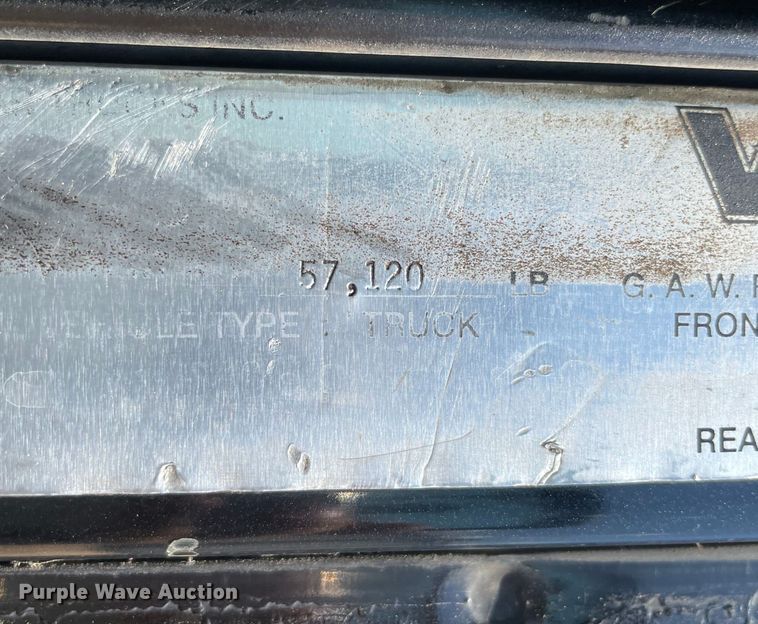 INC.
57,120 LB G. A. W. R
VEHICLE TYPE : TRUCK FRON
REA
Purple Wave Auction